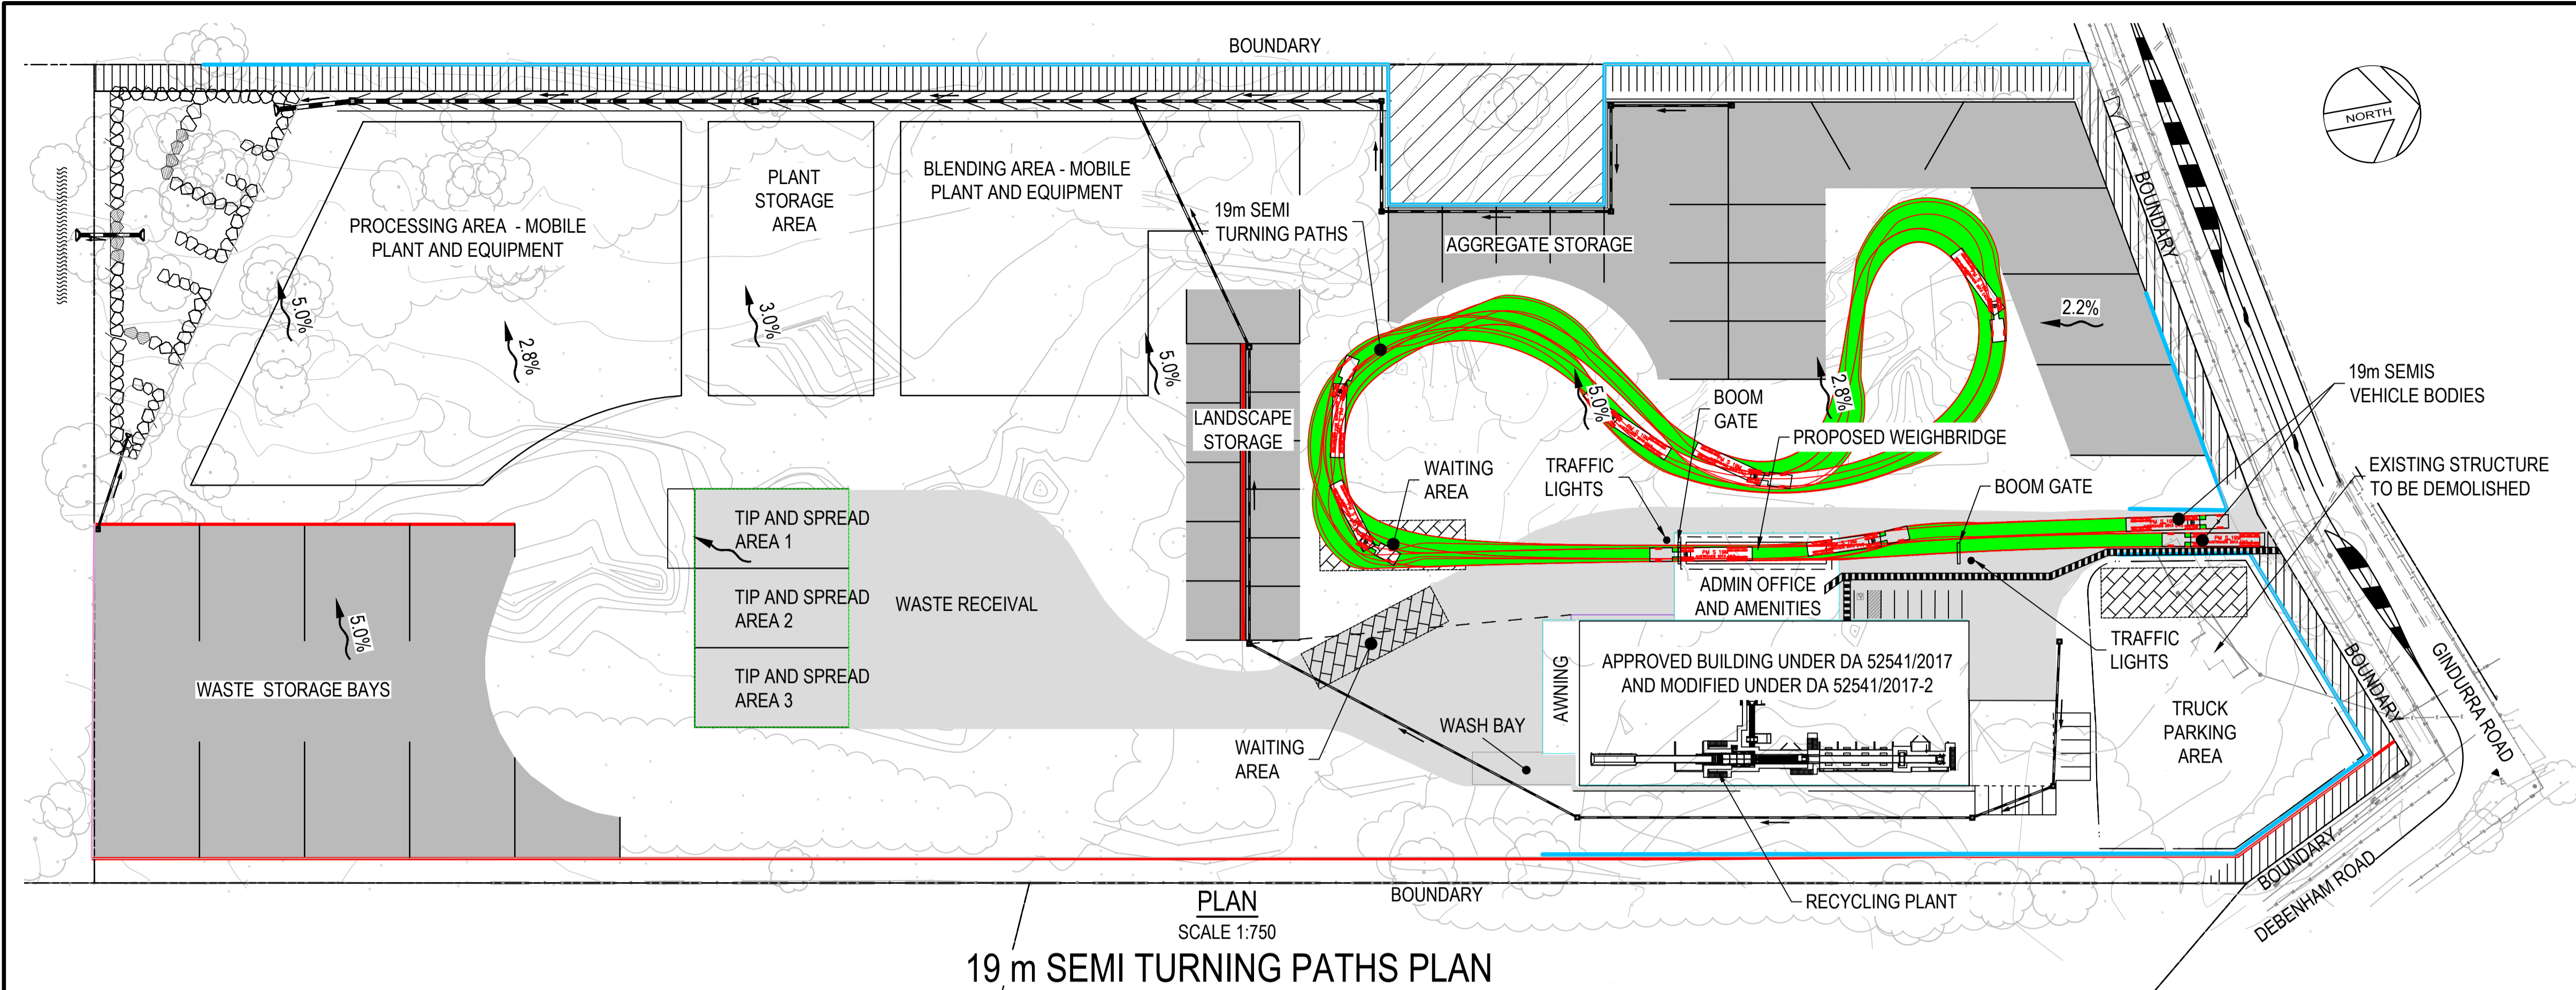 BOUNDARY
NORTH
PROCESSING AREA - MOBILE
PLANT AND EQUIPMENT
PLANT
STORAGE
AREA
BLENDING AREA - MOBILE
PLANT AND EQUIPMENT
19m SEMI
TURNING PATHS
AGGREGATE STORAGE
BOUNDARY
5.0%
2.8%
3.0%
5.0%
5.0%
2.8%
2.2%
19m SEMIS
VEHICLE BODIES
LANDSCAPE
STORAGE
BOOM
GATE
PROPOSED WEIGHBRIDGE
WAITING
AREA
TRAFFIC
LIGHTS
BOOM GATE
EXISTING STRUCTURE
TO BE DEMOLISHED
TIP AND SPREAD
AREA 1
TIP AND SPREAD
AREA 2
TIP AND SPREAD
AREA 3
WASTE RECEIVAL
5.0%
WASTE STORAGE BAYS
ADMIN OFFICE
AND AMENITIES
TRAFFIC
LIGHTS
AWNING
APPROVED BUILDING UNDER DA 52541/2017
AND MODIFIED UNDER DA 52541/2017-2
WASH BAY
WAITING
AREA
TRUCK
PARKING
AREA
BOUNDARY
GINDURRA ROAD
BOUNDARY
DEBENHAM ROAD
RECYCLING PLANT
BOUNDARY
PLAN
SCALE 1:750
19 m SEMI TURNING PATHS PLAN